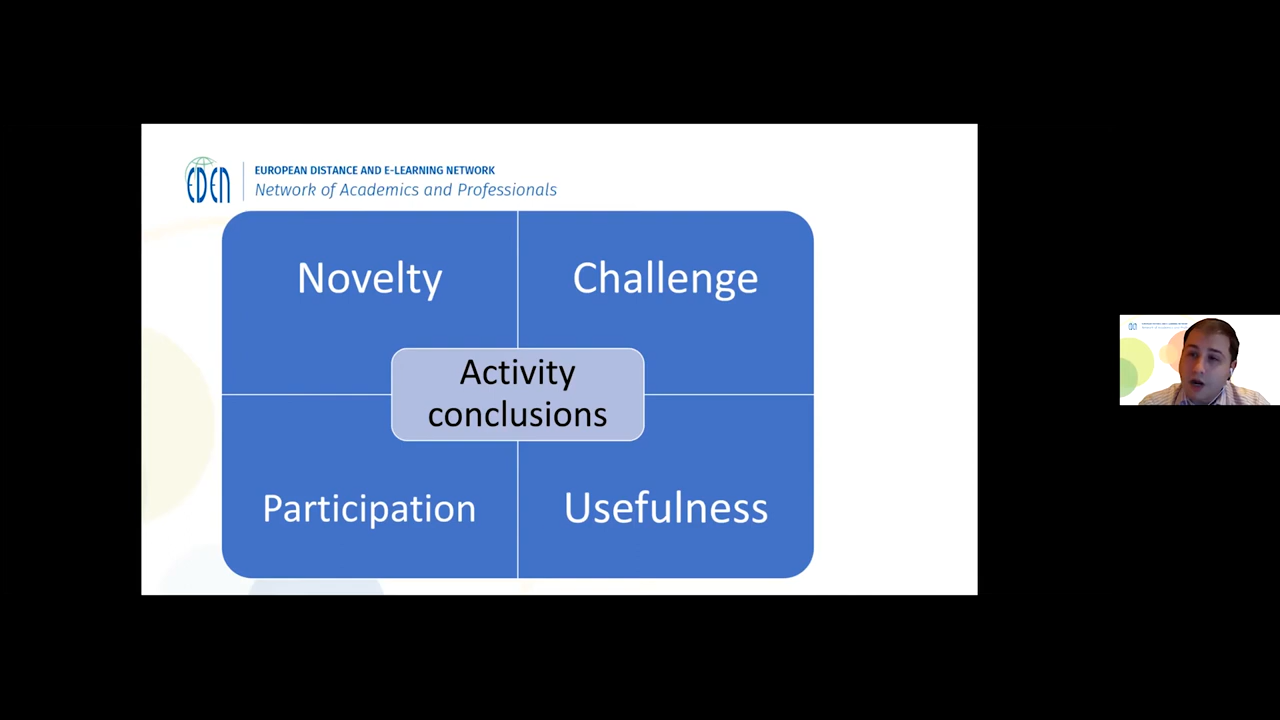 EDEN
EUROPEAN DISTANCE AND E-LEARNING NETWORK
Network of Academics and Professionals
Novelty
Challenge
Activity
conclusions
Participation
Usefulness